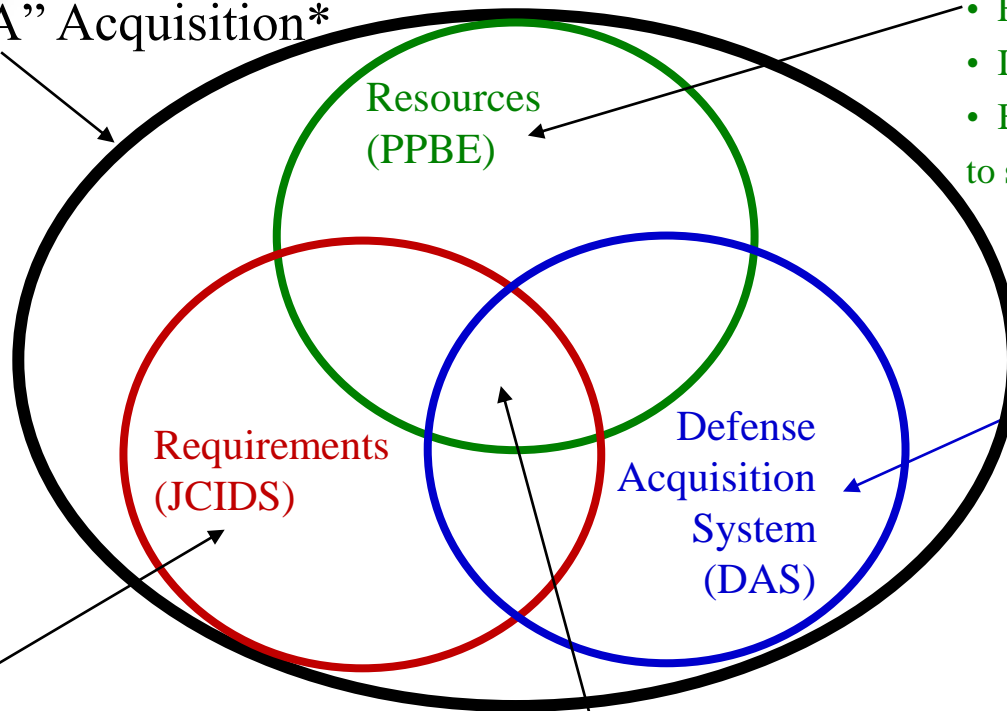 A” Acquisition*
•
•
•
to
Resources
(PPBE)
Requirements
(JCIDS)
Defense
Acquisition
System
(DAS)